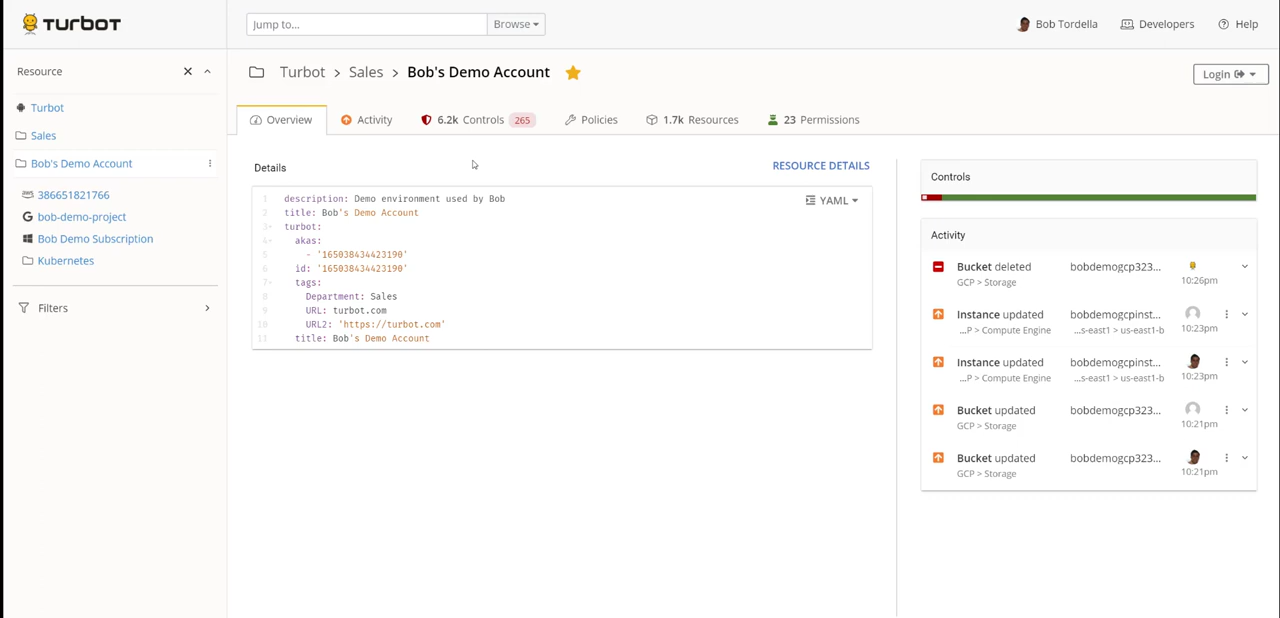 TURBOT
Jump to...
Browse
Bob Tordella
Developers
Help
Resource
Turbot
Sales
Bob's Demo Account
386651821766
bob-demo-project
Bob Demo Subscription
Kubernetes
Filters
Turbot > Sales > Bob's Demo Account
Login
Overview
Activity
6.2k Controls 265
Policies
1.7k Resources
23 Permissions
Details
RESOURCE DETAILS
YAML
1 description: Demo environment used by Bob
2 title: Bob's Demo Account
3 turbot:
4 akas:
5 - '165038434423190'
6 id: '165038434423190'
7 tags:
8 Department: Sales
9 URL: turbot.com
10 URL2: 'https://turbot.com'
11 title: Bob's Demo Account
Controls
Activity
Bucket deleted bobdemogcp323...
GCP > Storage 10:26pm
Instance updated bobdemogcpinst...
...P > Compute Engine ...s-east1 > us-east1-b 10:23pm
Instance updated bobdemogcpinst...
...P > Compute Engine ...s-east1 > us-east1-b 10:23pm
Bucket updated bobdemogcp323...
GCP > Storage 10:21pm
Bucket updated bobdemogcp323...
GCP > Storage 10:21pm